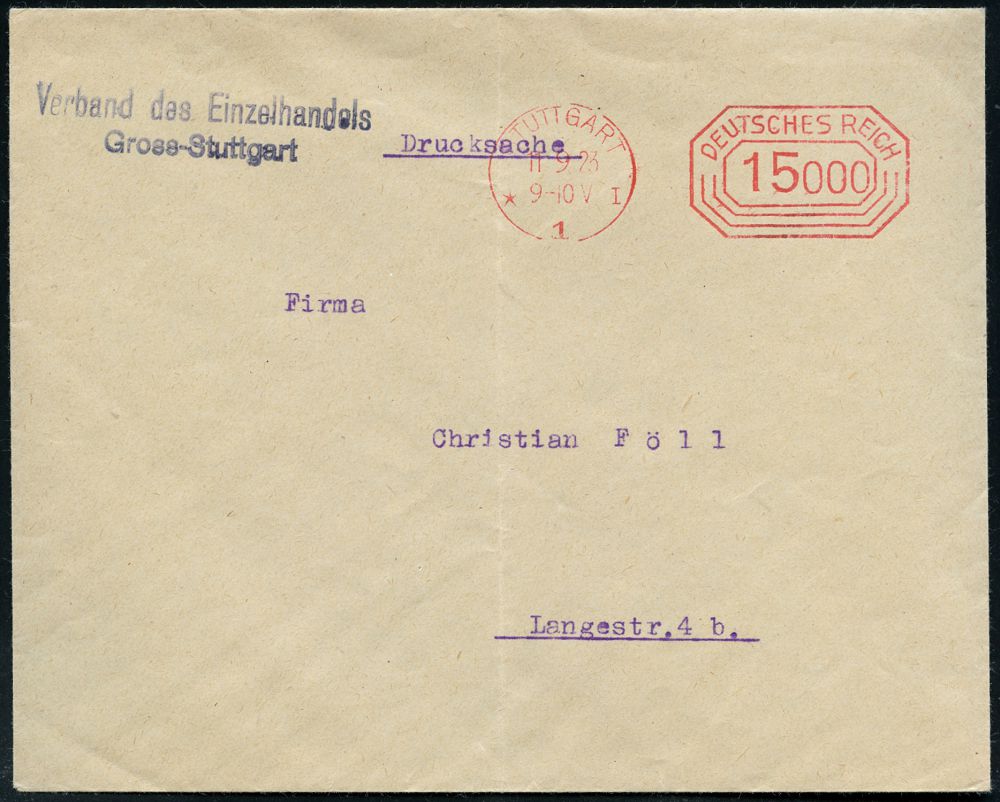 Verband des Einzelhandels
Gross-Stuttgart
Drucksache
STUTTGART
11.9.23
9-10 V I
1
DEUTSCHES REICH
15000
Firma
Christian Föll
Langestr.4 b.